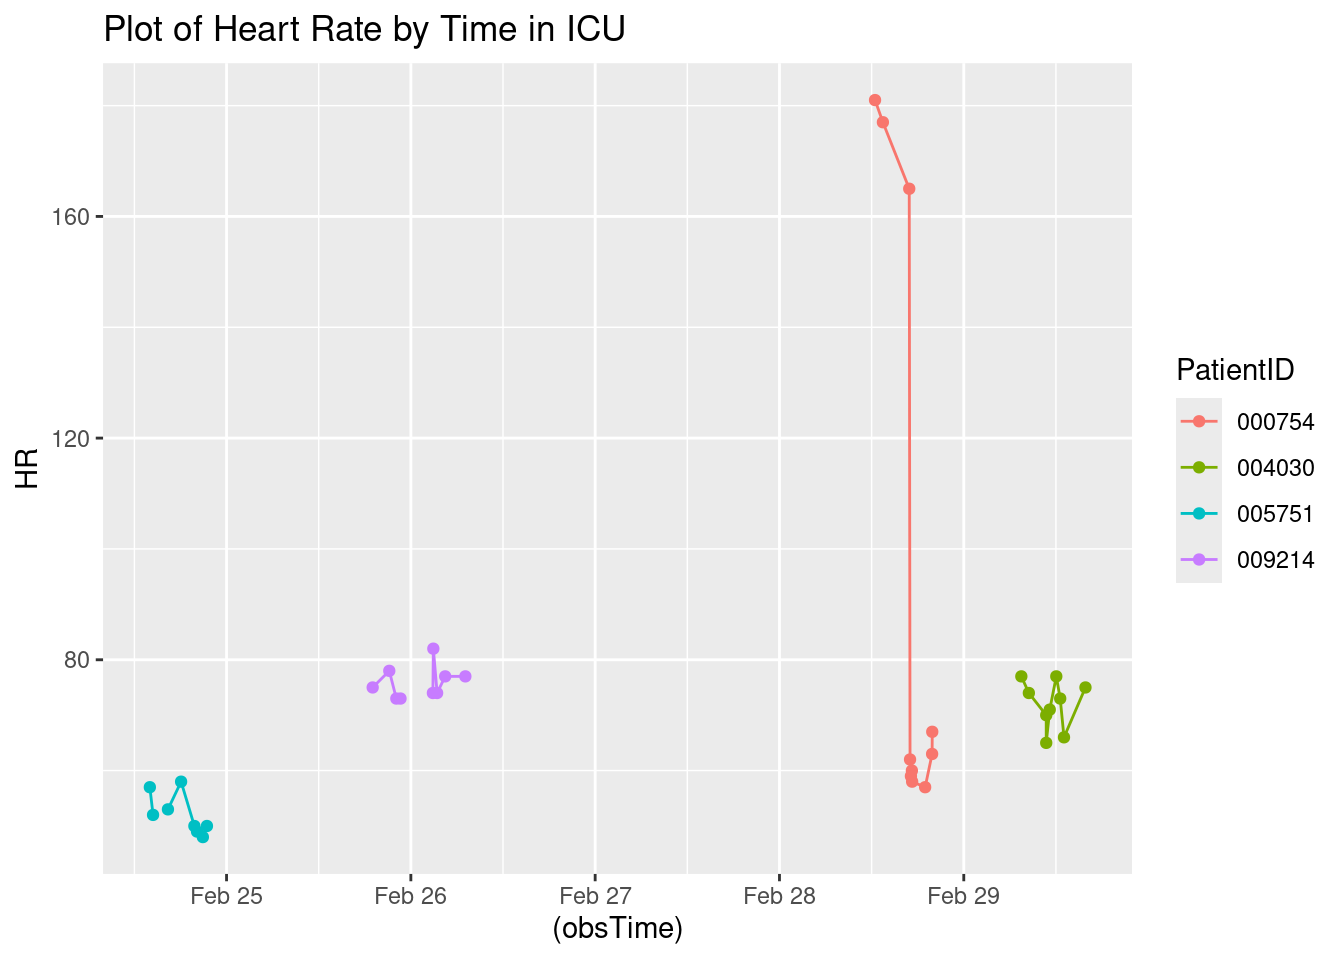 Plot of Heart Rate by Time in ICU
HR
160
120
80
Feb 25
Feb 26
Feb 27
Feb 28
Feb 29
(obsTime)
PatientID
000754
004030
005751
009214